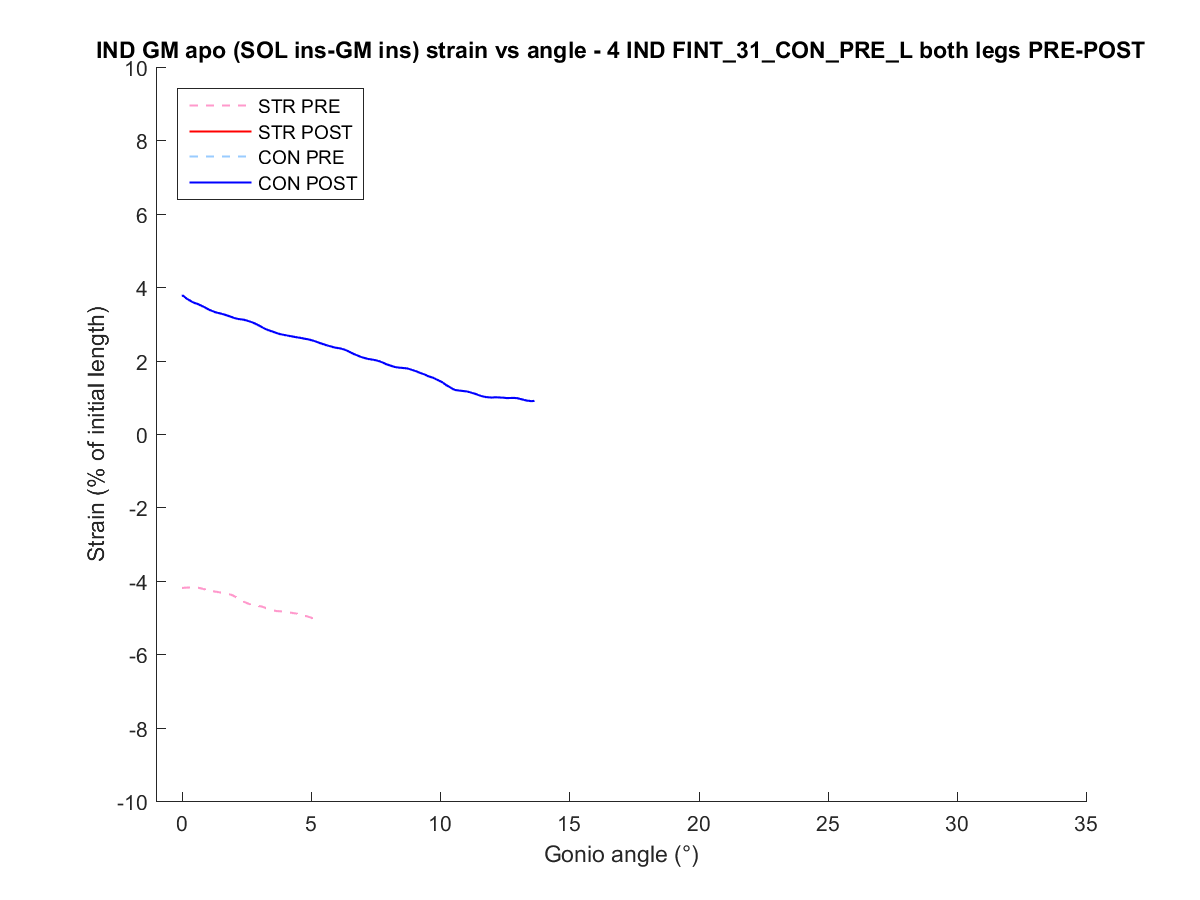 IND GM apo (SOL ins-GM ins) strain vs angle - 4 IND FINT_31_CON_PRE_L both legs PRE-POST
STR PRE
STR POST
CON PRE
CON POST
10
8
6
4
2
0
-2
-4
-6
-8
-10
Strain (% of initial length)
0 5 10 15 20 25 30 35
Gonio angle (°)